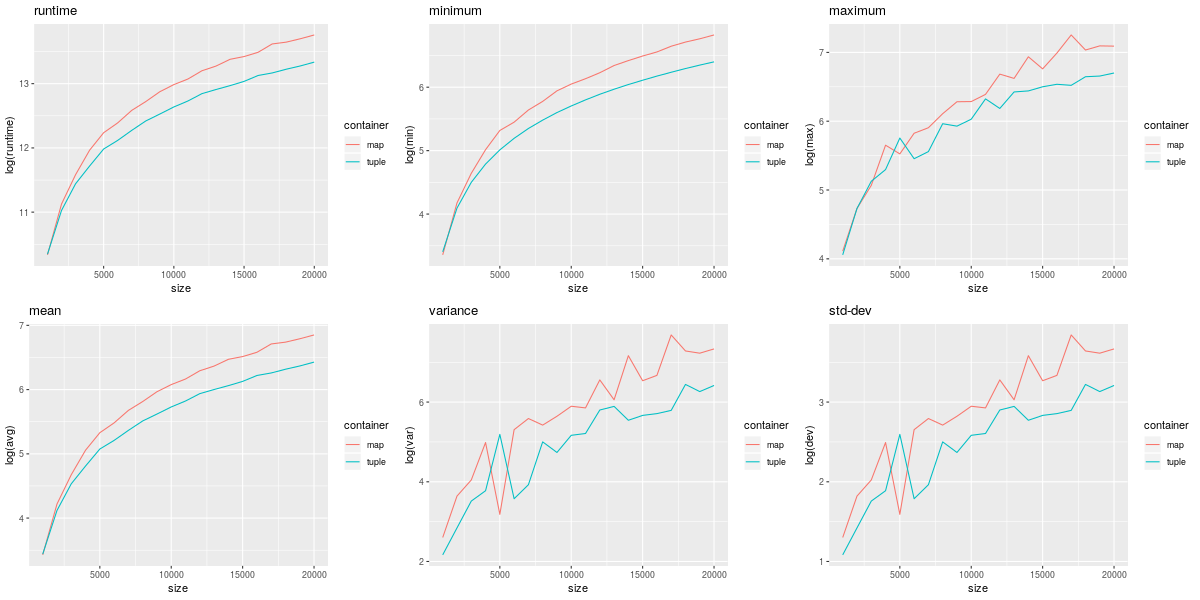 runtime
log(runtime)
13
12
11
5000 10000 15000 20000
size
container
map
tuple
minimum
log(min)
6
5
4
5000 10000 15000 20000
size
container
map
tuple
maximum
log(max)
7
6
5
4
5000 10000 15000 20000
size
container
map
tuple
mean
log(avg)
7
6
5
4
5000 10000 15000 20000
size
container
map
tuple
variance
log(var)
6
4
2
5000 10000 15000 20000
size
container
map
tuple
std-dev
log(dev)
3
2
1
5000 10000 15000 20000
size
container
map
tuple